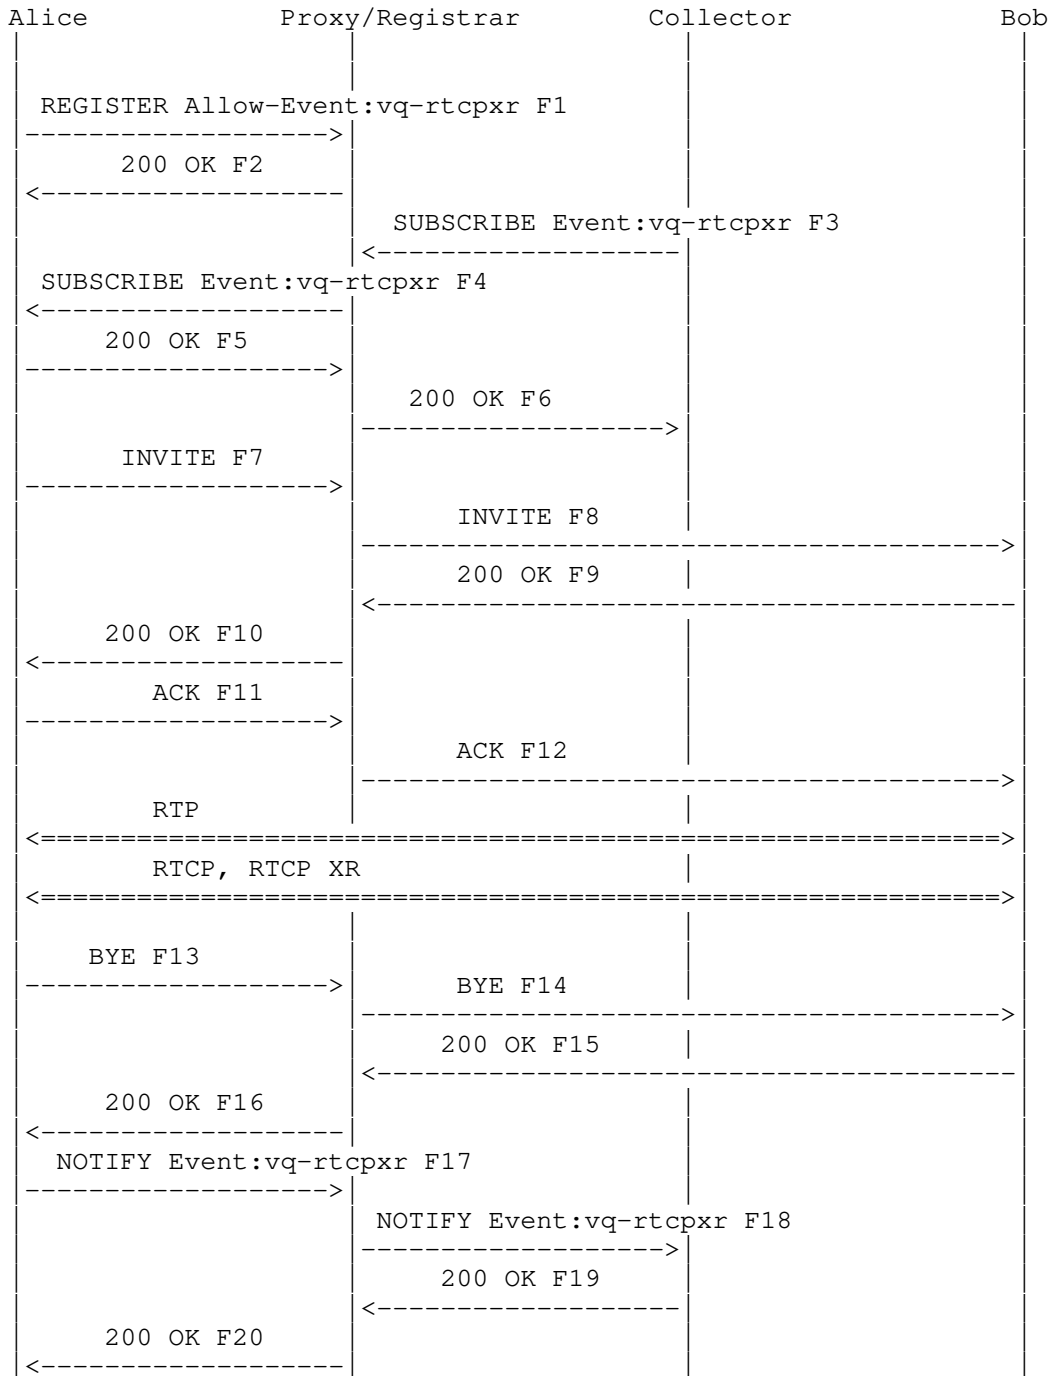 Alice Proxy/Registrar Collector Bob
REGISTER Allow-Event:vq-rtcpxr F1
200 OK F2
SUBSCRIBE Event:vq-rtcpxr F3
SUBSCRIBE Event:vq-rtcpxr F4
200 OK F5
200 OK F6
INVITE F7
INVITE F8
200 OK F9
200 OK F10
ACK F11
ACK F12
RTP
RTCP, RTCP XR
BYE F13
BYE F14
200 OK F15
200 OK F16
NOTIFY Event:vq-rtcpxr F17
NOTIFY Event:vq-rtcpxr F18
200 OK F19
200 OK F20